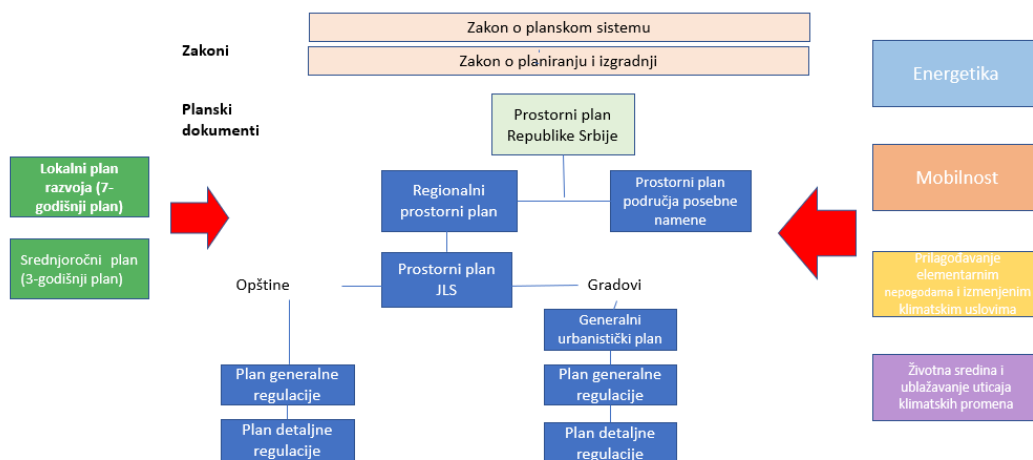 Zakoni
Zakon o planskom sistemu
Zakon o planiranju i izgradnji
Planski
dokumenti
Prostorni plan
Republike Srbije
Lokalni plan
razvoja (7-
godišnji plan)
Srednjoročni plan
(3-godišnji plan)
Regionalni
prostorni plan
Prostorni plan
područja posebne
namene
Prostorni plan
JLS
Opštine
Gradovi
Generalni
urbanistički plan
Plan generalne
regulacije
Plan generalne
regulacije
Plan detaljne
regulacije
Plan detaljne
regulacije
Energetika
Mobilnost
Prilagođavanje
elementarnim
nepogodama i izmenjenim
klimatskim uslovima
Životna sredina i
ublažavanje uticaja
klimatskih promena